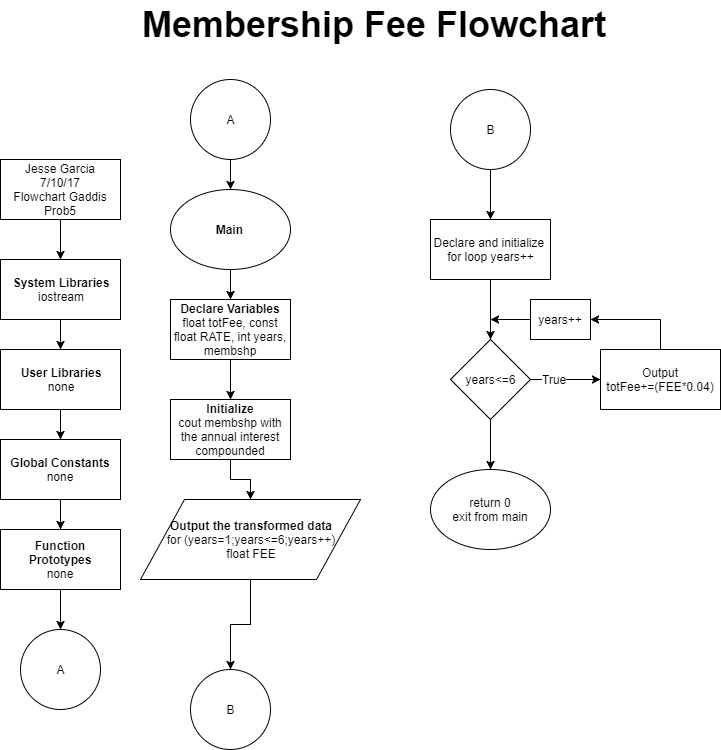 Membership Fee Flowchart
Jesse Garcia
7/10/17
Flowchart Gaddis
Prob5
System Libraries
iostream
User Libraries
none
Global Constants
none
Function
Prototypes
none
A
A
Main
Declare Variables
float totFee, const
float RATE, int years,
membshp
Initialize
cout membshp with
the annual interest
compounded
Output the transformed data
for (years=1;years<=6;years++)
float FEE
B
B
Declare and initialize
for loop years++
years++
years<=6
True
Output
totFee+=(FEE*0.04)
return 0
exit from main